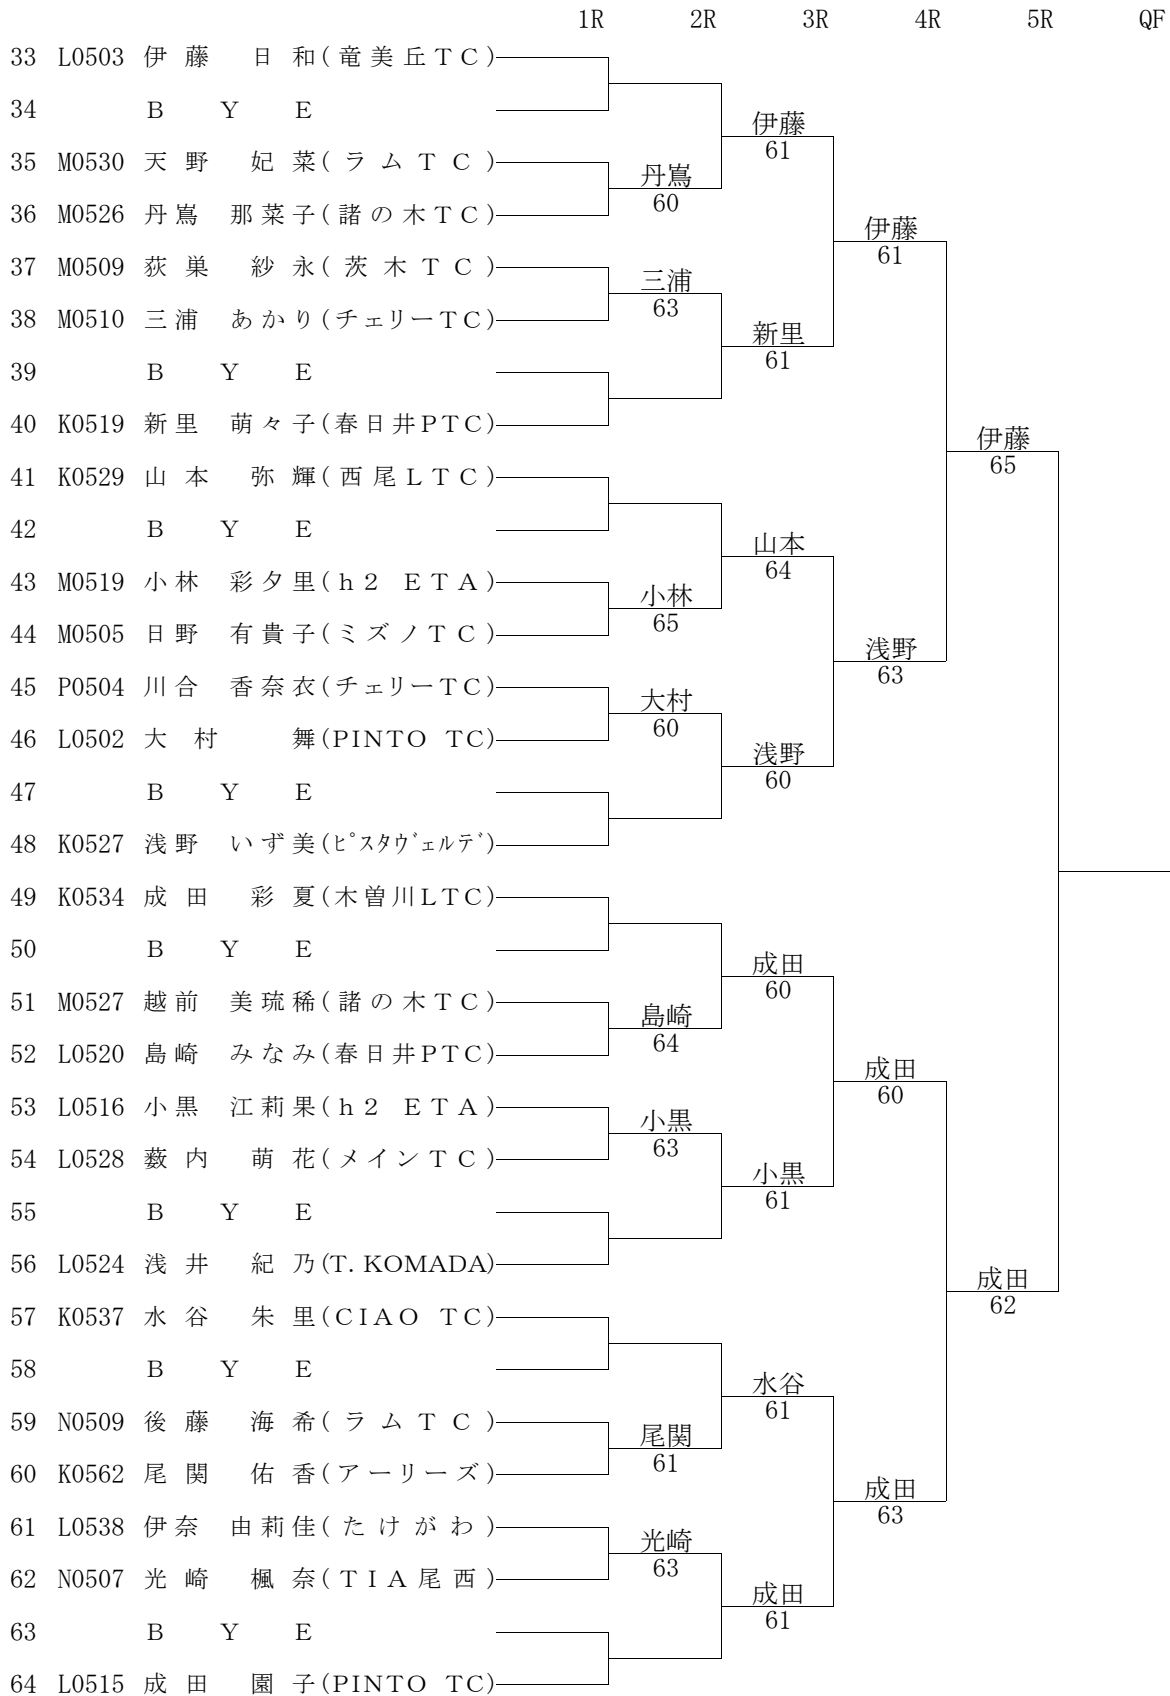 1R 2R 3R 4R 5R QF
33 L0503 伊藤 日和(竜美丘TC)
34 BYE
伊藤
61
35 M0530 天野 妃菜(ラムTC)
丹嶌
60
36 M0526 丹嶌 那菜子(諸の木TC)
伊藤
61
37 M0509 荻巣 紗永(茨木TC)
三浦
63
38 M0510 三浦 あかり(チェリーTC)
新里
61
39 BYE
40 K0519 新里 萌々子(春日井PTC)
伊藤
65
41 K0529 山本 弥輝(西尾LTC)
42 BYE
山本
64
43 M0519 小林 彩夕里(h2 ETA)
小林
65
44 M0505 日野 有貴子(ミズノTC)
浅野
63
45 P0504 川合 香奈衣(チェリーTC)
大村
60
46 L0502 大村 舞(PINTO TC)
浅野
60
47 BYE
48 K0527 浅野 いず美(ﾋﾟｽﾀｳﾞｪﾙﾃﾞ)
49 K0534 成田 彩夏(木曽川LTC)
50 BYE
成田
60
51 M0527 越前 美琉稀(諸の木TC)
島崎
64
52 L0520 島崎 みなみ(春日井PTC)
成田
60
53 L0516 小黒 江莉果(h2 ETA)
小黒
63
54 L0528 薮内 萌花(メインTC)
小黒
61
55 BYE
56 L0524 浅井 紀乃(T. KOMADA)
成田
62
57 K0537 水谷 朱里(CIAO TC)
58 BYE
水谷
61
59 N0509 後藤 海希(ラムTC)
尾関
61
60 K0562 尾関 佑香(アーリーズ)
成田
63
61 L0538 伊奈 由莉佳(たけがわ)
光崎
63
62 N0507 光崎 楓奈(TIA尾西)
成田
61
63 BYE
64 L0515 成田 園子(PINTO TC)